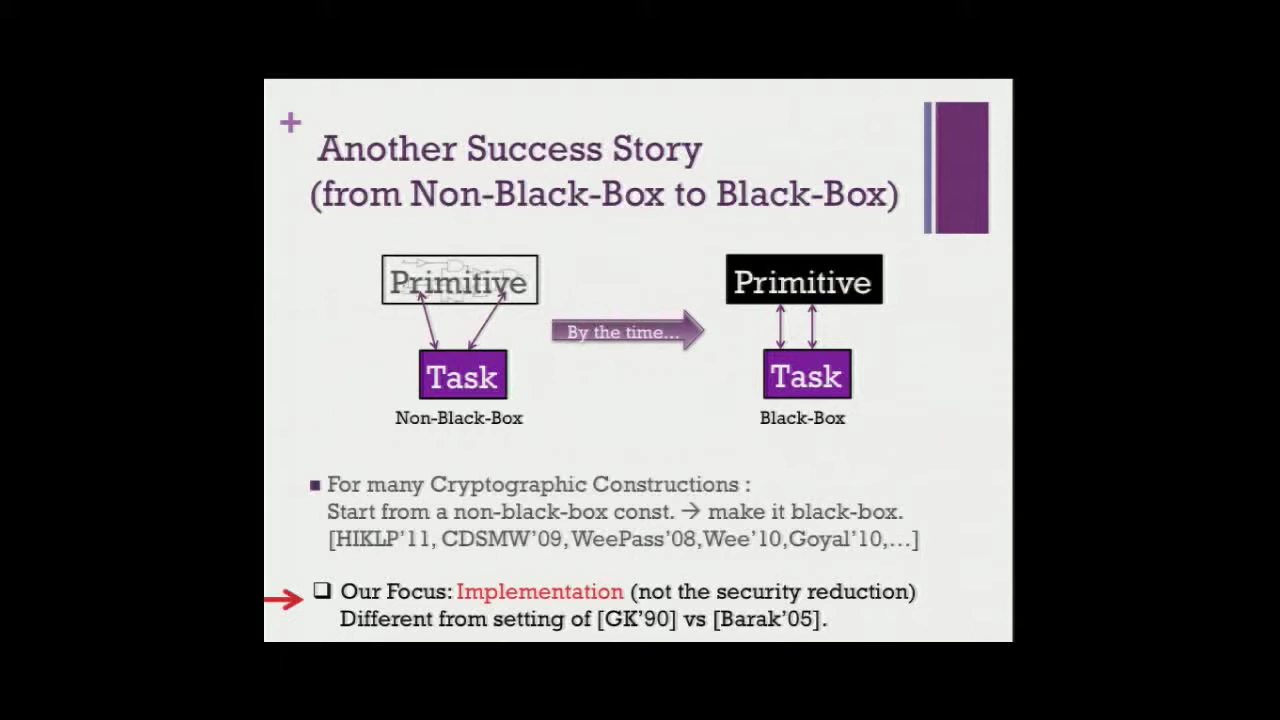 +
Another Success Story
(from Non-Black-Box to Black-Box)
Primitive
Primitive
By the time...
Task
Task
Non-Black-Box
Black-Box
For many Cryptographic Constructions :
Start from a non-black-box const. → make it black-box.
[HIKLP'11, CDSMW'09,WeePass'08,Wee'10,Goyal'10,...]
Our Focus: Implementation (not the security reduction)
Different from setting of [GK'90] vs [Barak'05].